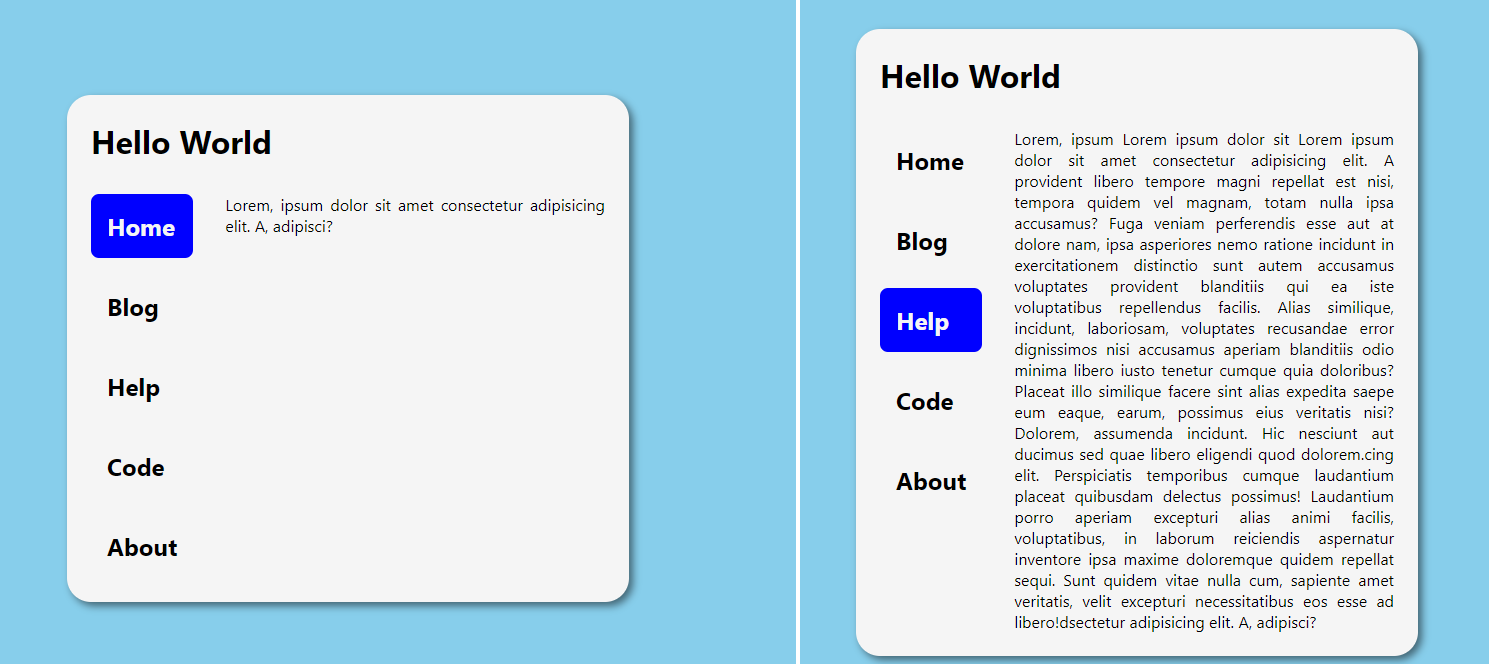 Hello World
Home
Blog
Help
Code
About
Lorem, ipsum dolor sit amet consectetur adipisicing
elit. A, adipisci?
Hello World
Home
Blog
Help
Code
About
Lorem, ipsum Lorem ipsum dolor sit Lorem ipsum
dolor sit amet consectetur adipisicing elit. A
provident libero tempore magni repellat est nisi,
tempora quidem vel magnam, totam nulla ipsa
accusamus? Fuga veniam perferendis esse aut at
dolore nam, ipsa asperiores nemo ratione incidunt in
exercitationem distinctio sunt autem accusamus
voluptates provident blanditiis qui ea iste
voluptatibus repellendus facilis. Alias similique,
incidunt, laboriosam, voluptates recusandae error
dignissimos nisi accusamus aperiam blanditiis odio
minima libero iusto tenetur cumque quia doloribus?
Placeat illo similique facere sint alias expedita saepe
eum eaque, earum, possimus eius veritatis nisi?
Dolorem, assumenda incidunt. Hic nesciunt aut
ducimus sed quae libero eligendi quod dolorem.cing
elit. Perspiciatis temporibus cumque laudantium
placeat quibusdam delectus possimus! Laudantium
porro aperiam excepturi alias animi facilis,
voluptatibus, in laborum reiciendis aspernatur
inventore ipsa maxime doloremque quidem repellat
sequi. Sunt quidem vitae nulla cum, sapiente amet
veritatis, velit excepturi necessitatibus eos esse ad
libero!dsectetur adipisicing elit. A, adipisci?